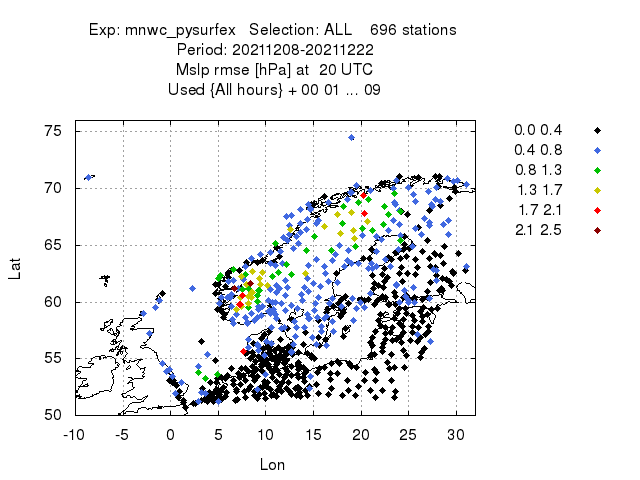 Exp: mnwc_pysurfex Selection: ALL 696 stations
Period: 20211208-20211222
Mslp rmse [hPa] at 20 UTC
Used {All hours} + 00 01 ... 09
0.0 0.4
0.4 0.8
0.8 1.3
1.3 1.7
1.7 2.1
2.1 2.5
75
70
65
60
55
50
Lat
-10 -5 0 5 10 15 20 25 30
Lon